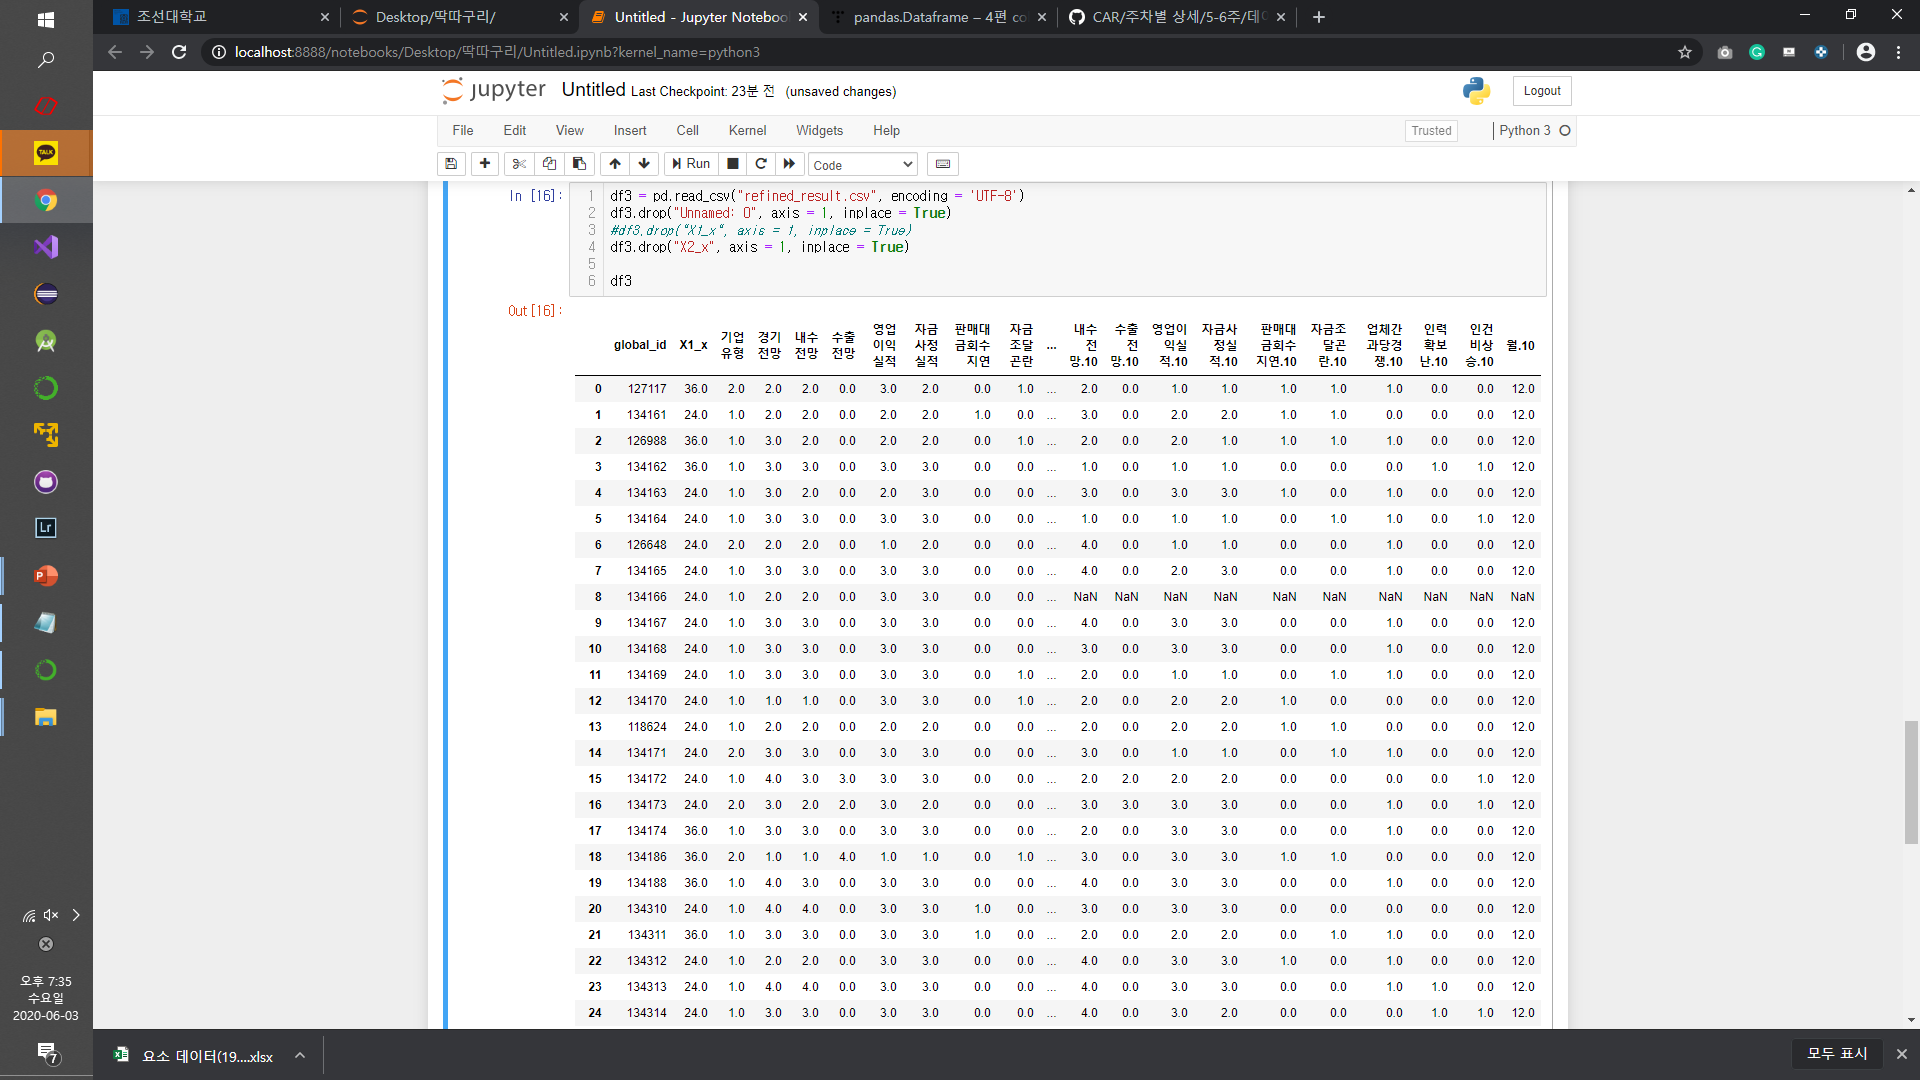 조선대학교
Desktop/딱따구리/
Untitled - Jupyter Noteboo
pandas.Dataframe – 4편 co
CAR/주차별 상세/5-6주/데이
localhost:8888/notebooks/Desktop/딱따구리/Untitled.ipynb?kernel_name=python3
jupyter Untitled Last Checkpoint: 23분 전 (unsaved changes)
Logout
File Edit View Insert Cell Kernel Widgets Help
Trusted
Python 3
Run
Code
In [16]:
1 df3 = pd.read_csv("refined_result.csv", encoding = 'UTF-8')
2 df3.drop("Unnamed: 0", axis = 1, inplace = True)
3 #df3.drop("X1_x", axis = 1, inplace = True)
4 df3.drop("X2_x", axis = 1, inplace = True)
5
6 df3
Out[16]:
global_id X1_x 기업유형 경기전망 내수전망 수출전망 영업이익실적 자금사정실적 판매대금회수지연 자금조달곤란 ... 내수전망.10 수출전망.10 영업이익실적.10 자금사정실적.10 판매대금회수지연.10 자금조달곤란.10 업체간과당경쟁.10 인력확보난.10 인건비상승.10 월.10
0 127117 36.0 2.0 2.0 2.0 0.0 3.0 2.0 0.0 1.0 ... 2.0 0.0 1.0 1.0 1.0 1.0 1.0 0.0 0.0 12.0
1 134161 24.0 1.0 2.0 2.0 0.0 2.0 2.0 1.0 0.0 ... 3.0 0.0 2.0 2.0 1.0 1.0 0.0 0.0 0.0 12.0
2 126988 36.0 1.0 3.0 2.0 0.0 2.0 2.0 0.0 1.0 ... 2.0 0.0 2.0 1.0 1.0 1.0 1.0 0.0 0.0 12.0
3 134162 36.0 1.0 3.0 3.0 0.0 3.0 3.0 0.0 0.0 ... 1.0 0.0 1.0 1.0 0.0 0.0 0.0 1.0 1.0 12.0
4 134163 24.0 1.0 3.0 2.0 0.0 2.0 3.0 0.0 0.0 ... 3.0 0.0 3.0 3.0 1.0 0.0 1.0 0.0 0.0 12.0
5 134164 24.0 1.0 3.0 3.0 0.0 3.0 3.0 0.0 0.0 ... 1.0 0.0 1.0 1.0 0.0 1.0 1.0 0.0 1.0 12.0
6 126648 24.0 2.0 2.0 2.0 0.0 1.0 2.0 0.0 0.0 ... 4.0 0.0 1.0 1.0 0.0 0.0 1.0 0.0 0.0 12.0
7 134165 24.0 1.0 3.0 3.0 0.0 3.0 3.0 0.0 0.0 ... 4.0 0.0 2.0 3.0 0.0 0.0 1.0 0.0 0.0 12.0
8 134166 24.0 1.0 2.0 2.0 0.0 3.0 3.0 0.0 0.0 ... NaN NaN NaN NaN NaN NaN NaN NaN NaN NaN
9 134167 24.0 1.0 3.0 3.0 0.0 3.0 3.0 0.0 0.0 ... 4.0 0.0 3.0 3.0 0.0 0.0 1.0 0.0 0.0 12.0
10 134168 24.0 1.0 3.0 3.0 0.0 3.0 3.0 0.0 0.0 ... 3.0 0.0 3.0 3.0 0.0 0.0 1.0 0.0 0.0 12.0
11 134169 24.0 1.0 3.0 3.0 0.0 3.0 3.0 0.0 1.0 ... 2.0 0.0 1.0 1.0 0.0 1.0 1.0 0.0 0.0 12.0
12 134170 24.0 1.0 1.0 1.0 0.0 3.0 3.0 0.0 1.0 ... 2.0 0.0 2.0 2.0 1.0 0.0 0.0 0.0 0.0 12.0
13 118624 24.0 1.0 2.0 2.0 0.0 2.0 2.0 0.0 0.0 ... 2.0 0.0 2.0 2.0 1.0 1.0 0.0 0.0 0.0 12.0
14 134171 24.0 2.0 3.0 3.0 0.0 3.0 3.0 0.0 0.0 ... 3.0 0.0 1.0 1.0 0.0 1.0 1.0 0.0 0.0 12.0
15 134172 24.0 1.0 4.0 3.0 3.0 3.0 3.0 0.0 0.0 ... 2.0 2.0 2.0 2.0 0.0 0.0 0.0 0.0 1.0 12.0
16 134173 24.0 2.0 3.0 2.0 2.0 3.0 2.0 0.0 0.0 ... 3.0 3.0 3.0 3.0 0.0 0.0 1.0 0.0 1.0 12.0
17 134174 36.0 1.0 3.0 3.0 0.0 3.0 3.0 0.0 0.0 ... 2.0 0.0 3.0 3.0 0.0 0.0 1.0 0.0 0.0 12.0
18 134186 36.0 2.0 1.0 1.0 4.0 1.0 1.0 0.0 1.0 ... 3.0 0.0 3.0 3.0 1.0 1.0 0.0 0.0 0.0 12.0
19 134188 36.0 1.0 4.0 3.0 0.0 3.0 3.0 0.0 0.0 ... 4.0 0.0 3.0 3.0 0.0 0.0 1.0 0.0 0.0 12.0
20 134310 24.0 1.0 4.0 4.0 0.0 3.0 3.0 1.0 0.0 ... 3.0 0.0 3.0 3.0 0.0 0.0 0.0 0.0 0.0 12.0
21 134311 36.0 1.0 3.0 3.0 0.0 3.0 3.0 1.0 0.0 ... 2.0 0.0 2.0 2.0 0.0 1.0 1.0 0.0 0.0 12.0
22 134312 24.0 1.0 2.0 2.0 0.0 3.0 3.0 0.0 0.0 ... 4.0 0.0 3.0 3.0 1.0 0.0 1.0 0.0 0.0 12.0
23 134313 24.0 1.0 4.0 4.0 0.0 3.0 3.0 0.0 0.0 ... 4.0 0.0 3.0 3.0 0.0 0.0 1.0 1.0 0.0 12.0
24 134314 24.0 1.0 3.0 3.0 0.0 3.0 3.0 0.0 0.0 ... 4.0 0.0 3.0 2.0 0.0 0.0 0.0 1.0 1.0 12.0
TALK
Lr
P
오후 7:35
수요일
2020-06-03
7
요소 데이터(19....xlsx
모두 표시